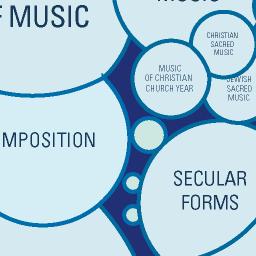 F MUSIC
CHRISTIAN
SACRED
MUSIC
MUSIC
OF CHRISTIAN
CHURCH YEAR
JEWISH
SACRED
MUSIC
MPOSITION
SECULAR
FORMS